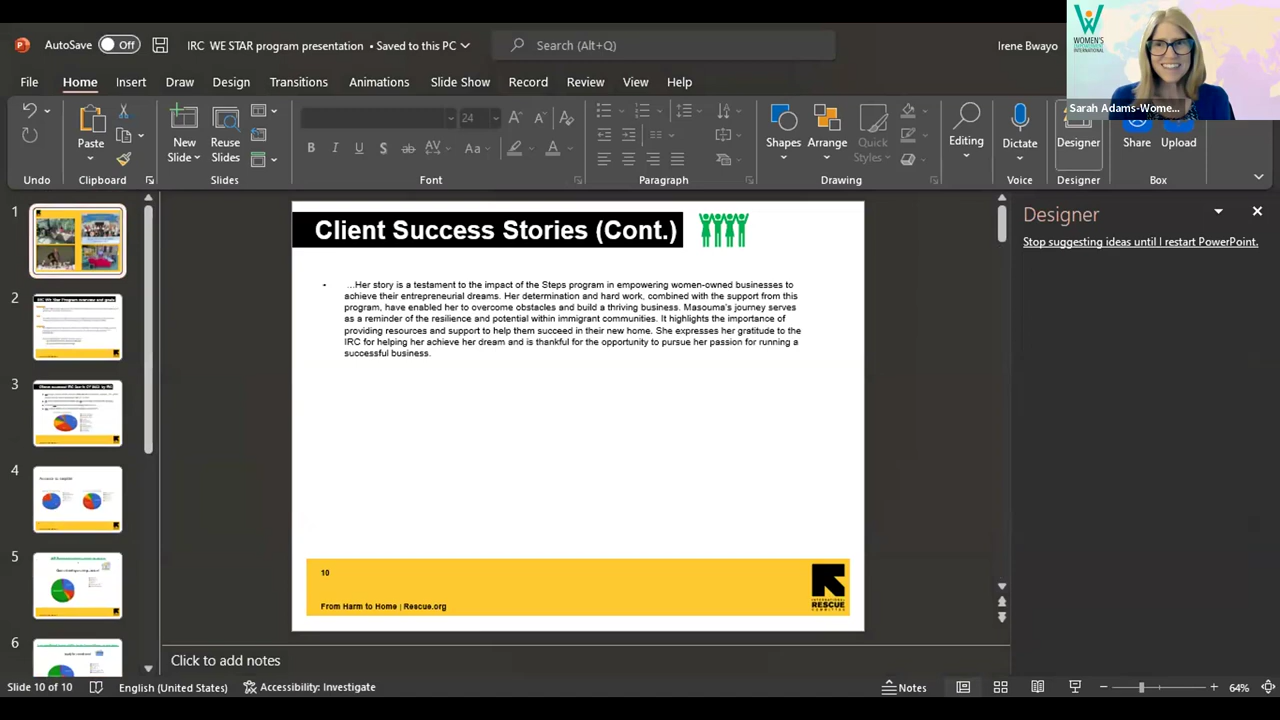 AutoSave
Off
IRC WE STAR program presentation • Saved to this PC
Search (Alt+Q)
Irene Bwayo
WOMEN'S
EMPOWERMENT
INTERNATIONAL
Sarah Adams-Wome...
File
Home
Insert
Draw
Design
Transitions
Animations
Slide Show
Record
Review
View
Help
Paste
New
Slide
Reuse
Slides
24
Shapes
Arrange
Quick
Styles
Editing
Dictate
Designer
Share
Upload
Undo
Clipboard
Slides
Font
Paragraph
Drawing
Voice
Designer
Box
1
2
3
4
5
6
Client Success Stories (Cont.)
• ...Her story is a testament to the impact of the Steps program in empowering women-owned businesses to
achieve their entrepreneurial dreams. Her determination and hard work, combined with the support from this
program, have enabled her to overcome obstacles and build a thriving business. Masouma's journey serves
as a reminder of the resilience and potential within immigrant communities. It highlights the importance of
providing resources and support to help them succeed in their new home. She expresses her gratitude to the
IRC for helping her achieve her dream and is thankful for the opportunity to pursue her passion for running a
successful business.
10
From Harm to Home | Rescue.org
INTERNATIONAL
RESCUE
COMMITTEE
Designer
Stop suggesting ideas until I restart PowerPoint.
Click to add notes
Slide 10 of 10
English (United States)
Accessibility: Investigate
Notes
64%